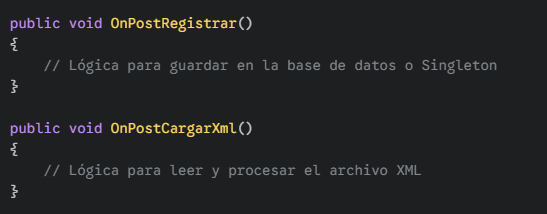 public void OnPostRegistrar()
{
    // Lógica para guardar en la base de datos o Singleton
}

public void OnPostCargarXml()
{
    // Lógica para leer y procesar el archivo XML
}